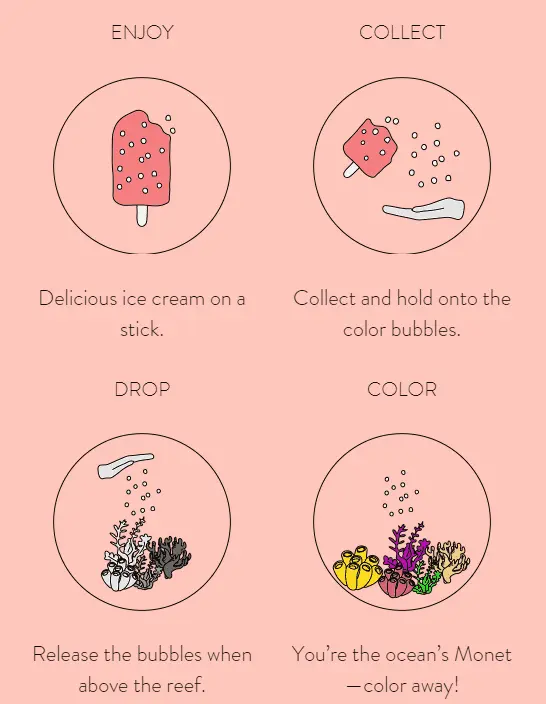 ENJOY
COLLECT
Delicious ice cream on a
stick.
Collect and hold onto the
color bubbles.
DROP
COLOR
Release the bubbles when
above the reef.
You’re the ocean’s Monet
—color away!